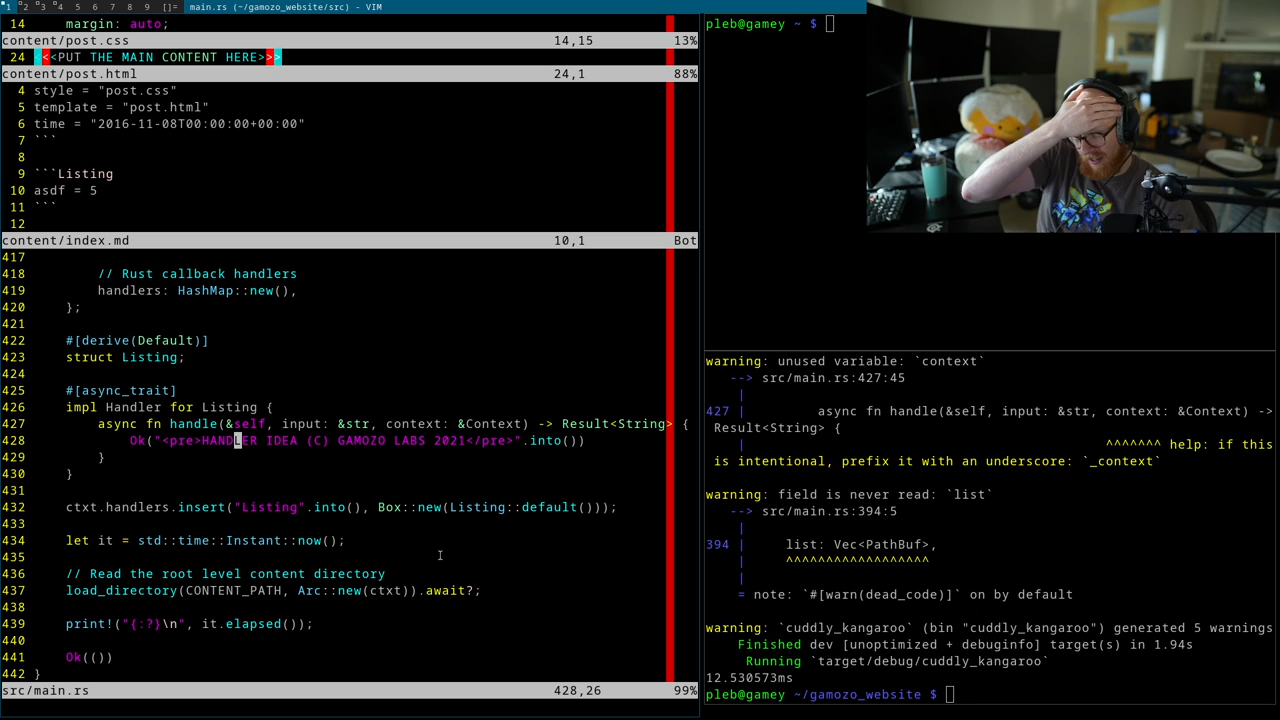 1 2 3 4 5 6 7 8 9 []= main.rs (~/gamozo_website/src) - VIM
14     margin: auto;
content/post.css 14,15 13%
24 <<<PUT THE MAIN CONTENT HERE>>>
content/post.html 24,1 88%
4 style = "post.css"
5 template = "post.html"
6 time = "2016-11-08T00:00:00+00:00"
7 ```
8
9 ```Listing
10 asdf = 5
11 ```
12
content/index.md 10,1 Bot
417
418         // Rust callback handlers
419         handlers: HashMap::new(),
420     };
421
422     #[derive(Default)]
423     struct Listing;
424
425     #[async_trait]
426     impl Handler for Listing {
427         async fn handle(&self, input: &str, context: &Context) -> Result<String> {
428             Ok("<pre>HANDLER IDEA (C) GAMOZO LABS 2021</pre>".into())
429         }
430     }
431
432     ctxt.handlers.insert("Listing".into(), Box::new(Listing::default()));
433
434     let it = std::time::Instant::now();
435
436     // Read the root level content directory
437     load_directory(CONTENT_PATH, Arc::new(ctxt)).await?;
438
439     print!("{:?}\n", it.elapsed());
440
441     Ok(())
442 }
src/main.rs 428,26 99%
pleb@gamey ~ $
warning: unused variable: `context`
   --> src/main.rs:427:45
    |
427 |         async fn handle(&self, input: &str, context: &Context) ->
Result<String> {
    |                                             ^^^^^^^ help: if this
is intentional, prefix it with an underscore: `_context`
warning: field is never read: `list`
   --> src/main.rs:394:5
    |
394 |     list: Vec<PathBuf>,
    |     ^^^^^^^^^^^^^^^^^^
    |
    = note: `#[warn(dead_code)]` on by default
warning: `cuddly_kangaroo` (bin "cuddly_kangaroo") generated 5 warnings
    Finished dev [unoptimized + debuginfo] target(s) in 1.94s
     Running `target/debug/cuddly_kangaroo`
12.530573ms
pleb@gamey ~/gamozo_website $